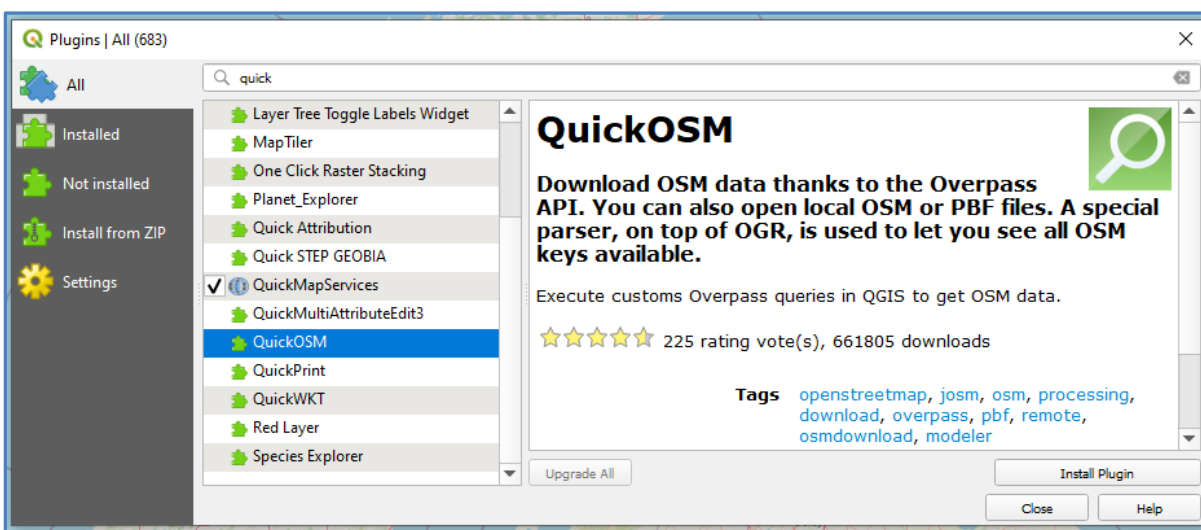 Plugins | All (683)
All
Installed
Not installed
Install from ZIP
Settings
quick
Layer Tree Toggle Labels Widget
MapTiler
One Click Raster Stacking
Planet_Explorer
Quick Attribution
Quick STEP GEOBIA
QuickMapServices
QuickMultiAttributeEdit3
QuickOSM
QuickPrint
QuickWKT
Red Layer
Species Explorer
QuickOSM
Download OSM data thanks to the Overpass
API. You can also open local OSM or PBF files. A special
parser, on top of OGR, is used to let you see all OSM
keys available.
Execute customs Overpass queries in QGIS to get OSM data.
225 rating vote(s), 661805 downloads
Tags openstreetmap, josm, osm, processing,
download, overpass, pbf, remote,
osmdownload, modeler
Upgrade All
Install Plugin
Close
Help